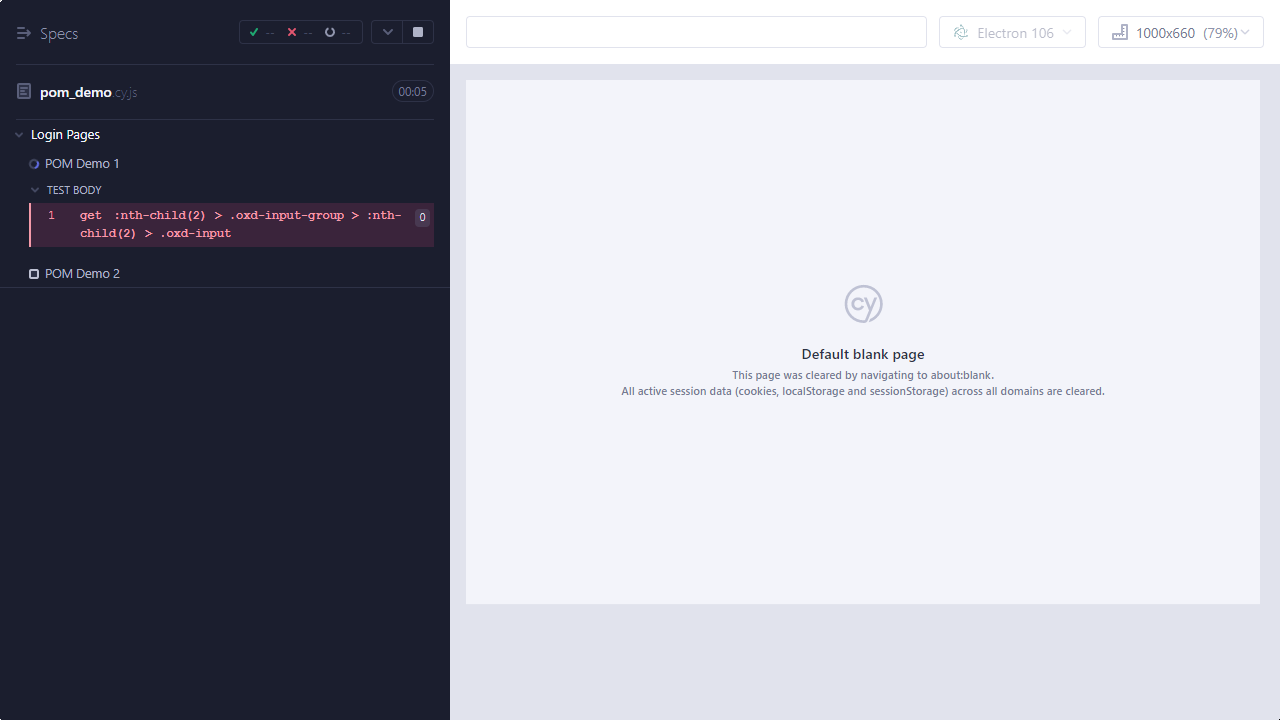 Specs
-- -- --
Electron 106
1000x660 (79%)
pom_demo.cy.js
00:05
Login Pages
POM Demo 1
TEST BODY
1 get :nth-child(2) > .oxd-input-group > :nth-
child(2) > .oxd-input
0
POM Demo 2
cy
Default blank page
This page was cleared by navigating to about:blank.
All active session data (cookies, localStorage and sessionStorage) across all domains are cleared.